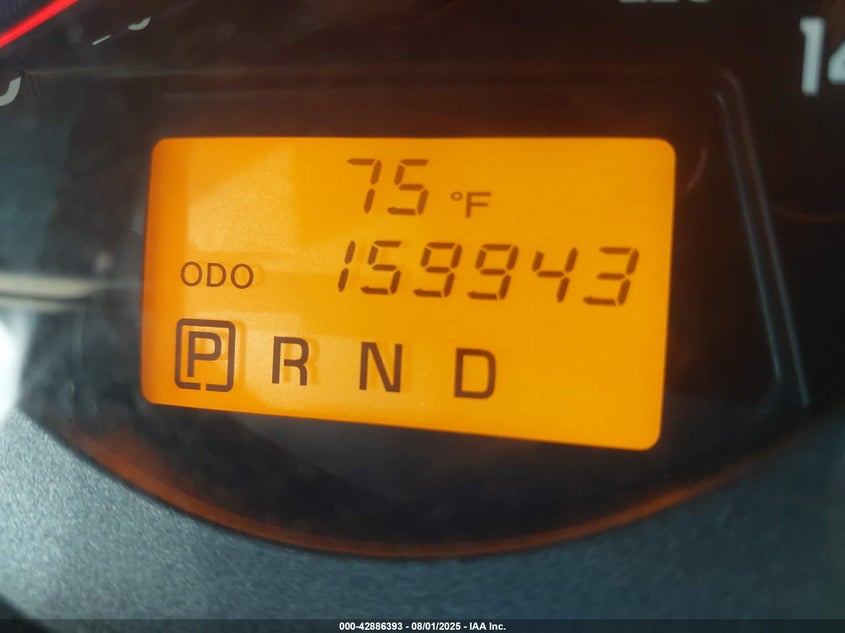 75 °F
ODO 159943
P R N D
000-42886393 - 08/01/2025 - IAA Inc.